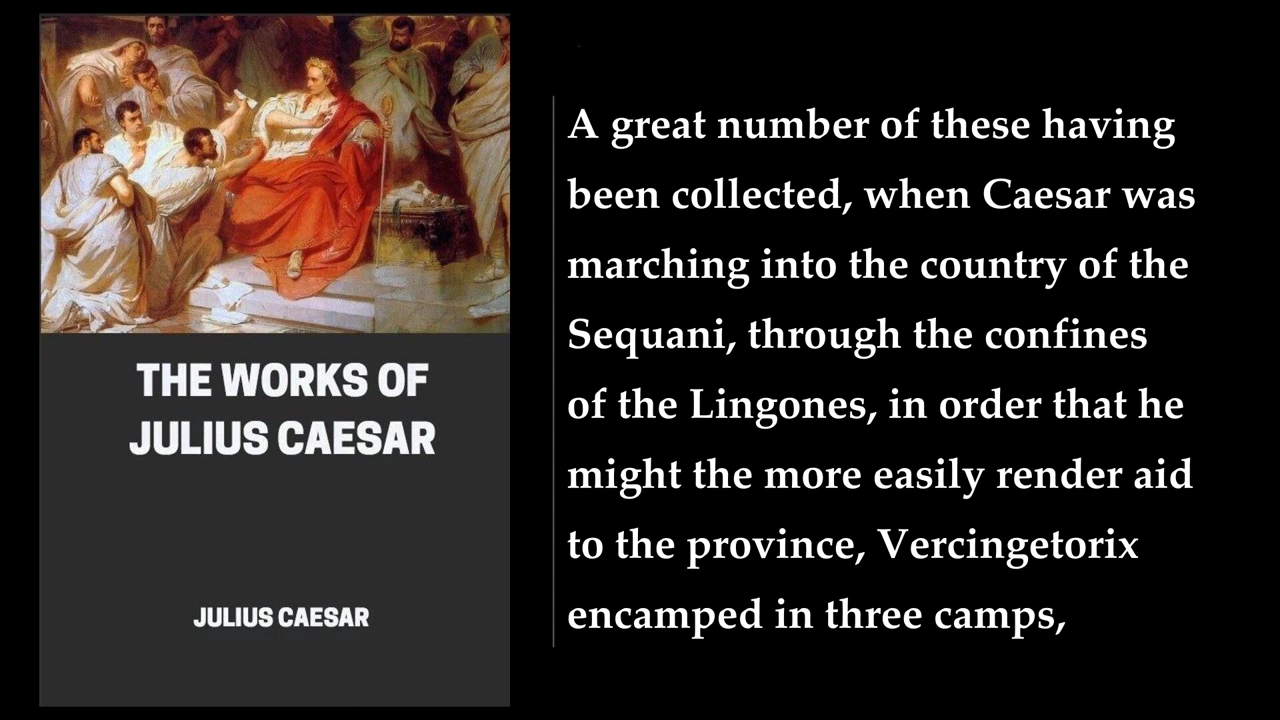 THE WORKS OF
JULIUS CAESAR
JULIUS CAESAR
A great number of these having
been collected, when Caesar was
marching into the country of the
Sequani, through the confines
of the Lingones, in order that he
might the more easily render aid
to the province, Vercingetorix
encamped in three camps,